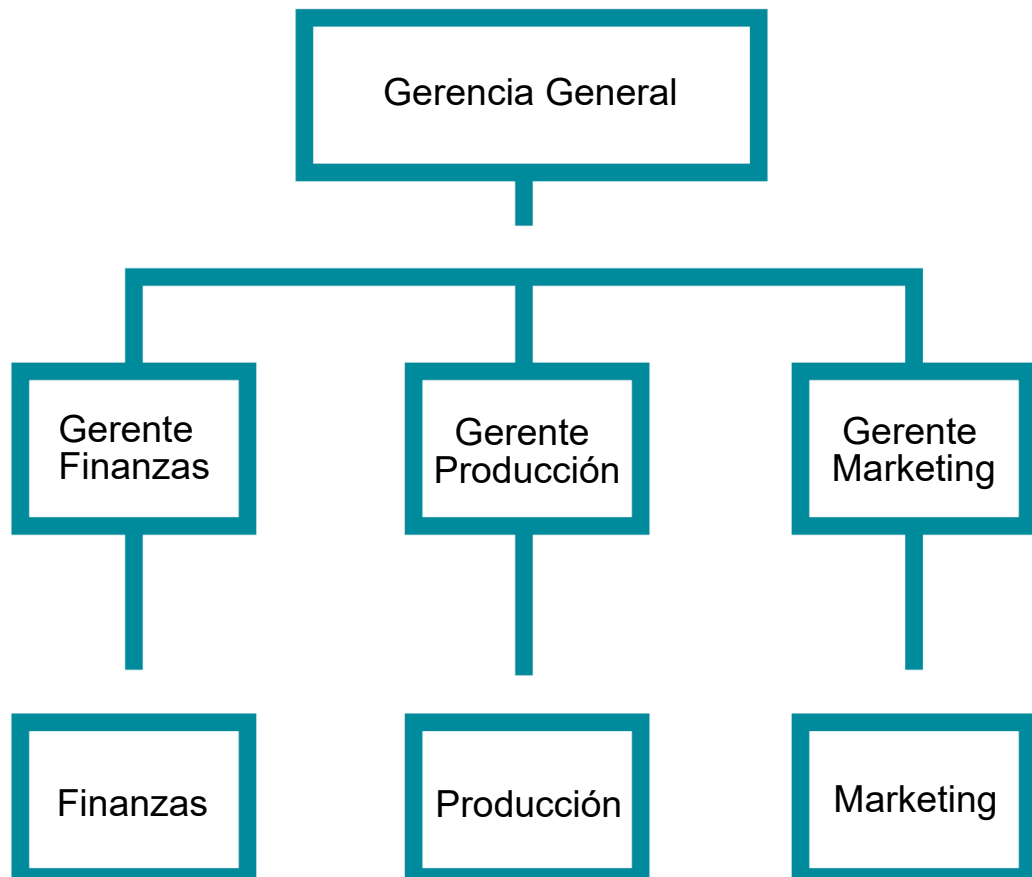 Gerencia General
Gerente
Finanzas
Gerente
Producción
Gerente
Marketing
Finanzas
Producción
Marketing